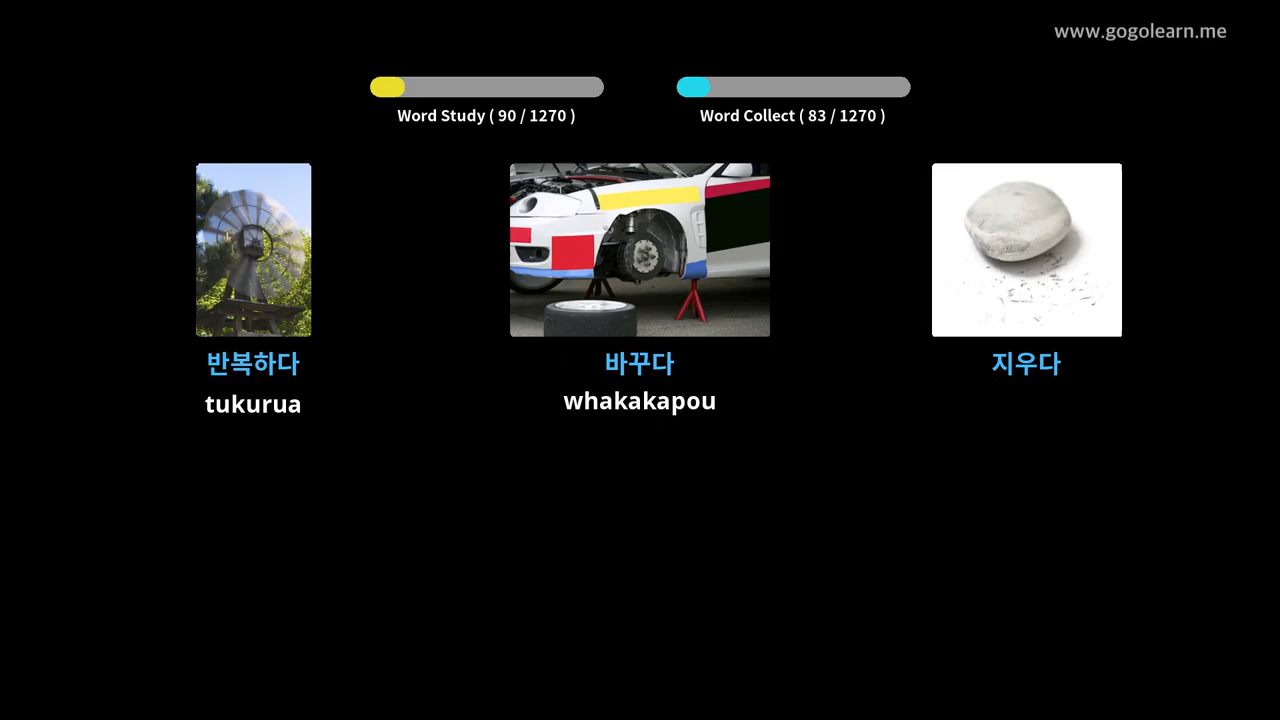 www.gogolearn.me
Word Study ( 90 / 1270 )
Word Collect ( 83 / 1270 )
반복하다
바꾸다
지우다
tukurua
whakakapou